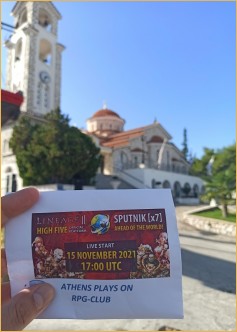 LINEAGE II
HIGH FIVE
SPUTNIK [x7]
AHEAD OF THE WORLD!
LIVE START
15 NOVEMBER 2021
17:00 UTC
ATHENS PLAYS ON
RPG-CLUB